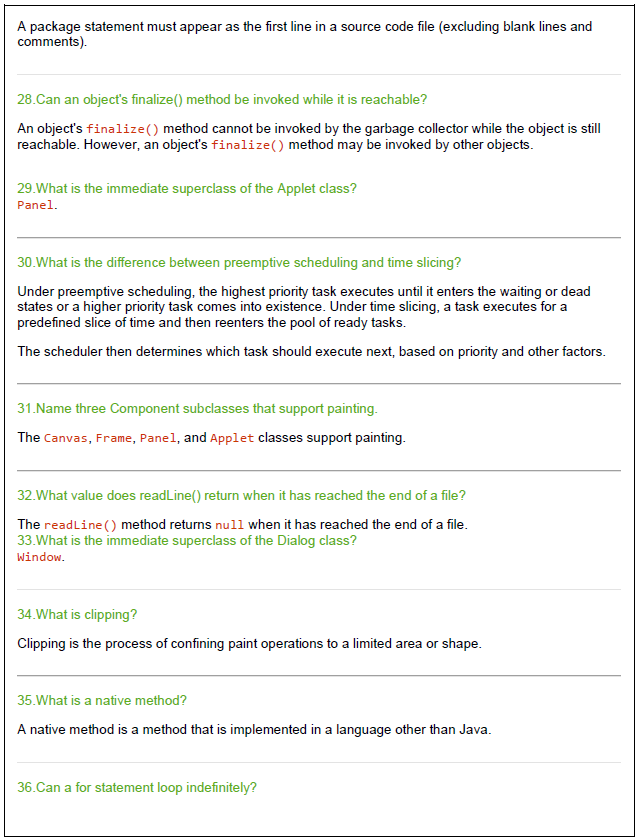 A package statement must appear as the first line in a source code file (excluding blank lines and
comments).
28.Can an object's finalize() method be invoked while it is reachable?
An object's finalize() method cannot be invoked by the garbage collector while the object is still
reachable. However, an object's finalize() method may be invoked by other objects.
29.What is the immediate superclass of the Applet class?
Panel.
30.What is the difference between preemptive scheduling and time slicing?
Under preemptive scheduling, the highest priority task executes until it enters the waiting or dead
states or a higher priority task comes into existence. Under time slicing, a task executes for a
predefined slice of time and then reenters the pool of ready tasks.
The scheduler then determines which task should execute next, based on priority and other factors.
31.Name three Component subclasses that support painting.
The Canvas, Frame, Panel, and Applet classes support painting.
32.What value does readLine() return when it has reached the end of a file?
The readLine() method returns null when it has reached the end of a file.
33.What is the immediate superclass of the Dialog class?
Window.
34.What is clipping?
Clipping is the process of confining paint operations to a limited area or shape.
35.What is a native method?
A native method is a method that is implemented in a language other than Java.
36.Can a for statement loop indefinitely?